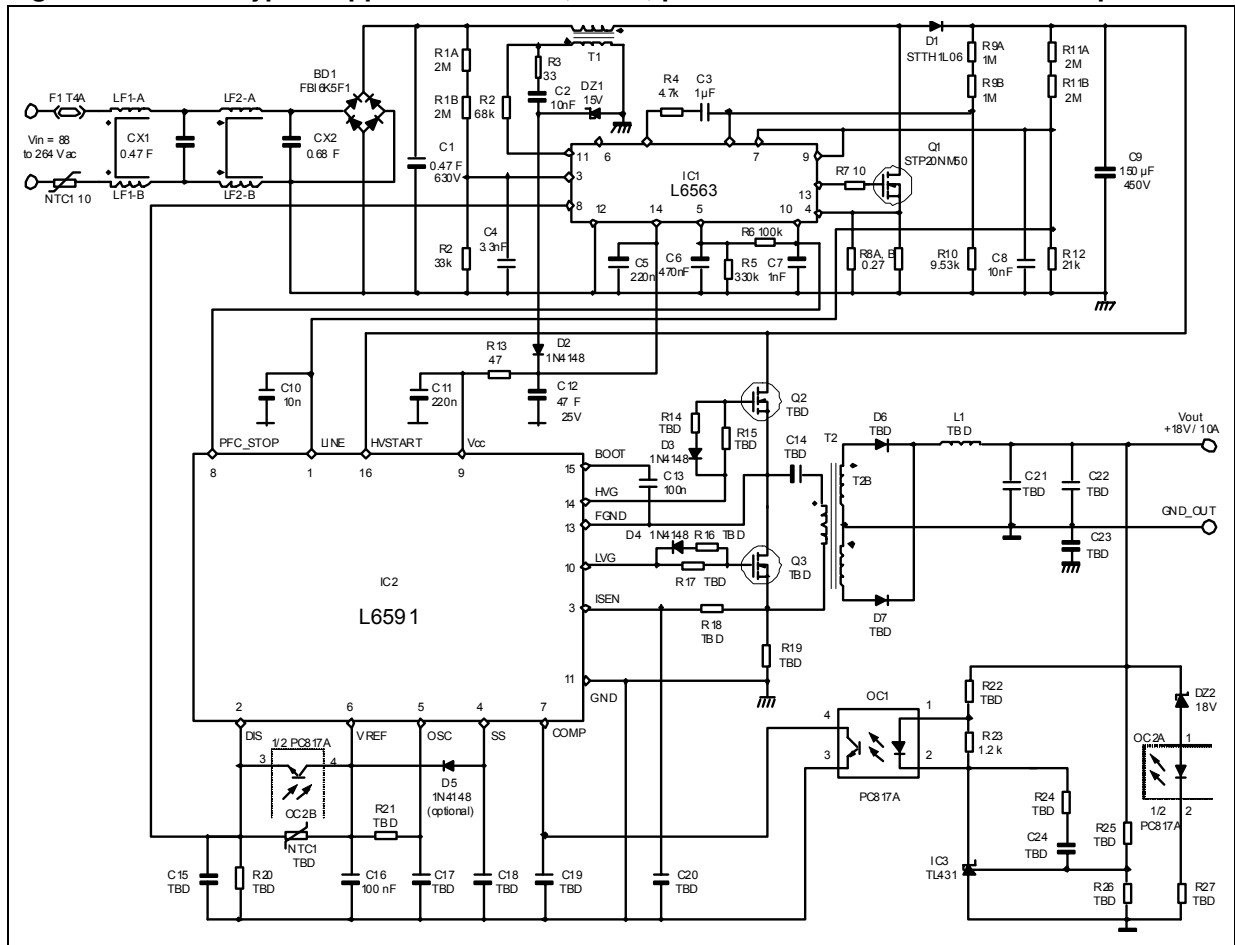 D1
STTH1L06
R9A
1M
R11A
2M
R1A
2M
T1
R3
33
BD1
FBI6K5F1
R9B
1M
R11B
2M
F1 T4A
LF1-A
LF2-A
R1B
2M
R2
68k
C2
10nF
DZ1
15V
R4
4.7k
C3
1µF
Vin = 88
to 264 Vac
CX1
0.47 F
CX2
0.68 F
C1
0.47 F
630V
11
6
7
9
Q1
STP20NM50
IC1
L6563
C9
150 µF
450V
3
R7 10
13
NTC1 10
LF1-B
LF2-B
8
12
14
5
10
4
C4
3.3nF
R6 100k
R2
33k
C5
220n
C6
470nF
R5
330k
C7
1nF
R8A, B
0.27
R10
9.53k
C8
10nF
R12
21k
R13
47
D2
1N4148
C10
10n
C11
220n
C12
47 F
25V
Q2
TBD
R14
TBD
D3
1N4148
R15
TBD
C14
TBD
T2
D6
TBD
L1
TBD
Vout
+18V / 10A
PFC_STOP
LINE
HVSTART
Vcc
8
1
16
9
BOOT
15
C13
100n
T2B
C21
TBD
C22
TBD
HVG
14
FGND
13
GND_OUT
D4
1N4148
R16
TBD
C23
TBD
LVG
10
R17 TBD
Q3
TBD
IC2
L6591
ISEN
3
R18
TBD
D7
TBD
R19
TBD
11
GND
2
6
5
4
7
DIS
VREF
OSC
SS
COMP
OC1
4
1
3
2
PC817A
R22
TBD
R23
1.2 k
DZ2
18V
OC2A
1
2
1/2
PC817A
1/2 PC817A
3
4
OC2B
D5
1N4148
(optional)
R21
TBD
NTC1
TBD
R24
TBD
C24
TBD
R25
TBD
IC3
TL431
C15
TBD
R20
TBD
C16
100 nF
C17
TBD
C18
TBD
C19
TBD
C20
TBD
R26
TBD
R27
TBD